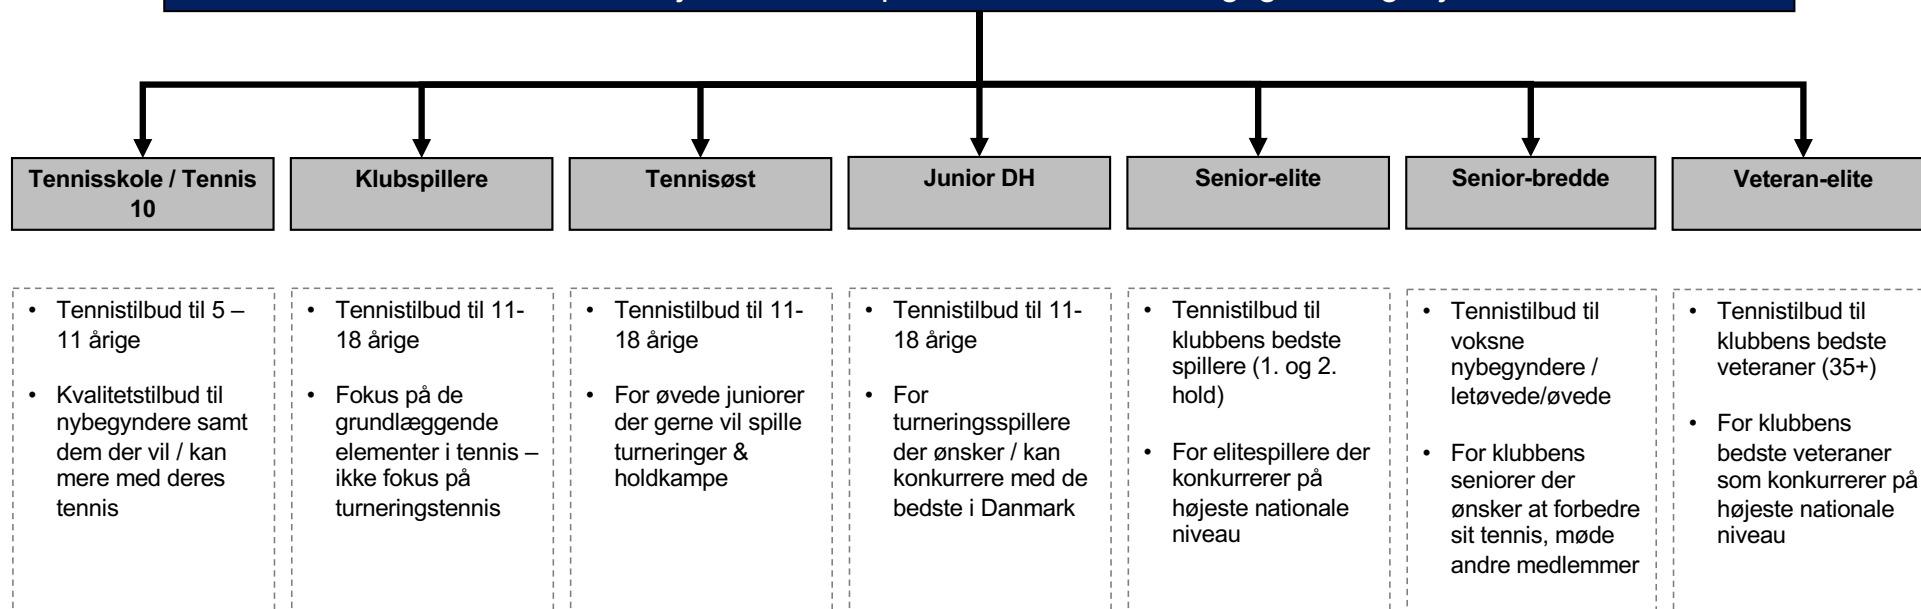 Tennisskole / Tennis
10
Klubspillere
Tennisøst
Junior DH
Senior-elite
Senior-bredde
Veteran-elite
• Tennistilbud til 5 –
11 årige
• Kvalitetstilbud til
nybegyndere samt
dem der vil / kan
mere med deres
tennis
• Tennistilbud til 11-
18 årige
• Fokus på de
grundlæggende
elementer i tennis –
ikke fokus på
turneringstennis
• Tennistilbud til 11-
18 årige
• For øvede juniorer
der gerne vil spille
turneringer &
holdkampe
• Tennistilbud til 11-
18 årige
• For
turneringsspillere
der ønsker / kan
konkurrere med de
bedste i Danmark
• Tennistilbud til
klubbens bedste
spillere (1. og 2.
hold)
• For elitespillere der
konkurrerer på
højeste nationale
niveau
• Tennistilbud til
voksne
nybegyndere /
letøvede/øvede
• For klubbens
seniorer der
ønsker at forbedre
sit tennis, møde
andre medlemmer
• Tennistilbud til
klubbens bedste
veteraner (35+)
• For klubbens
bedste veteraner
som konkurrerer på
højeste nationale
niveau